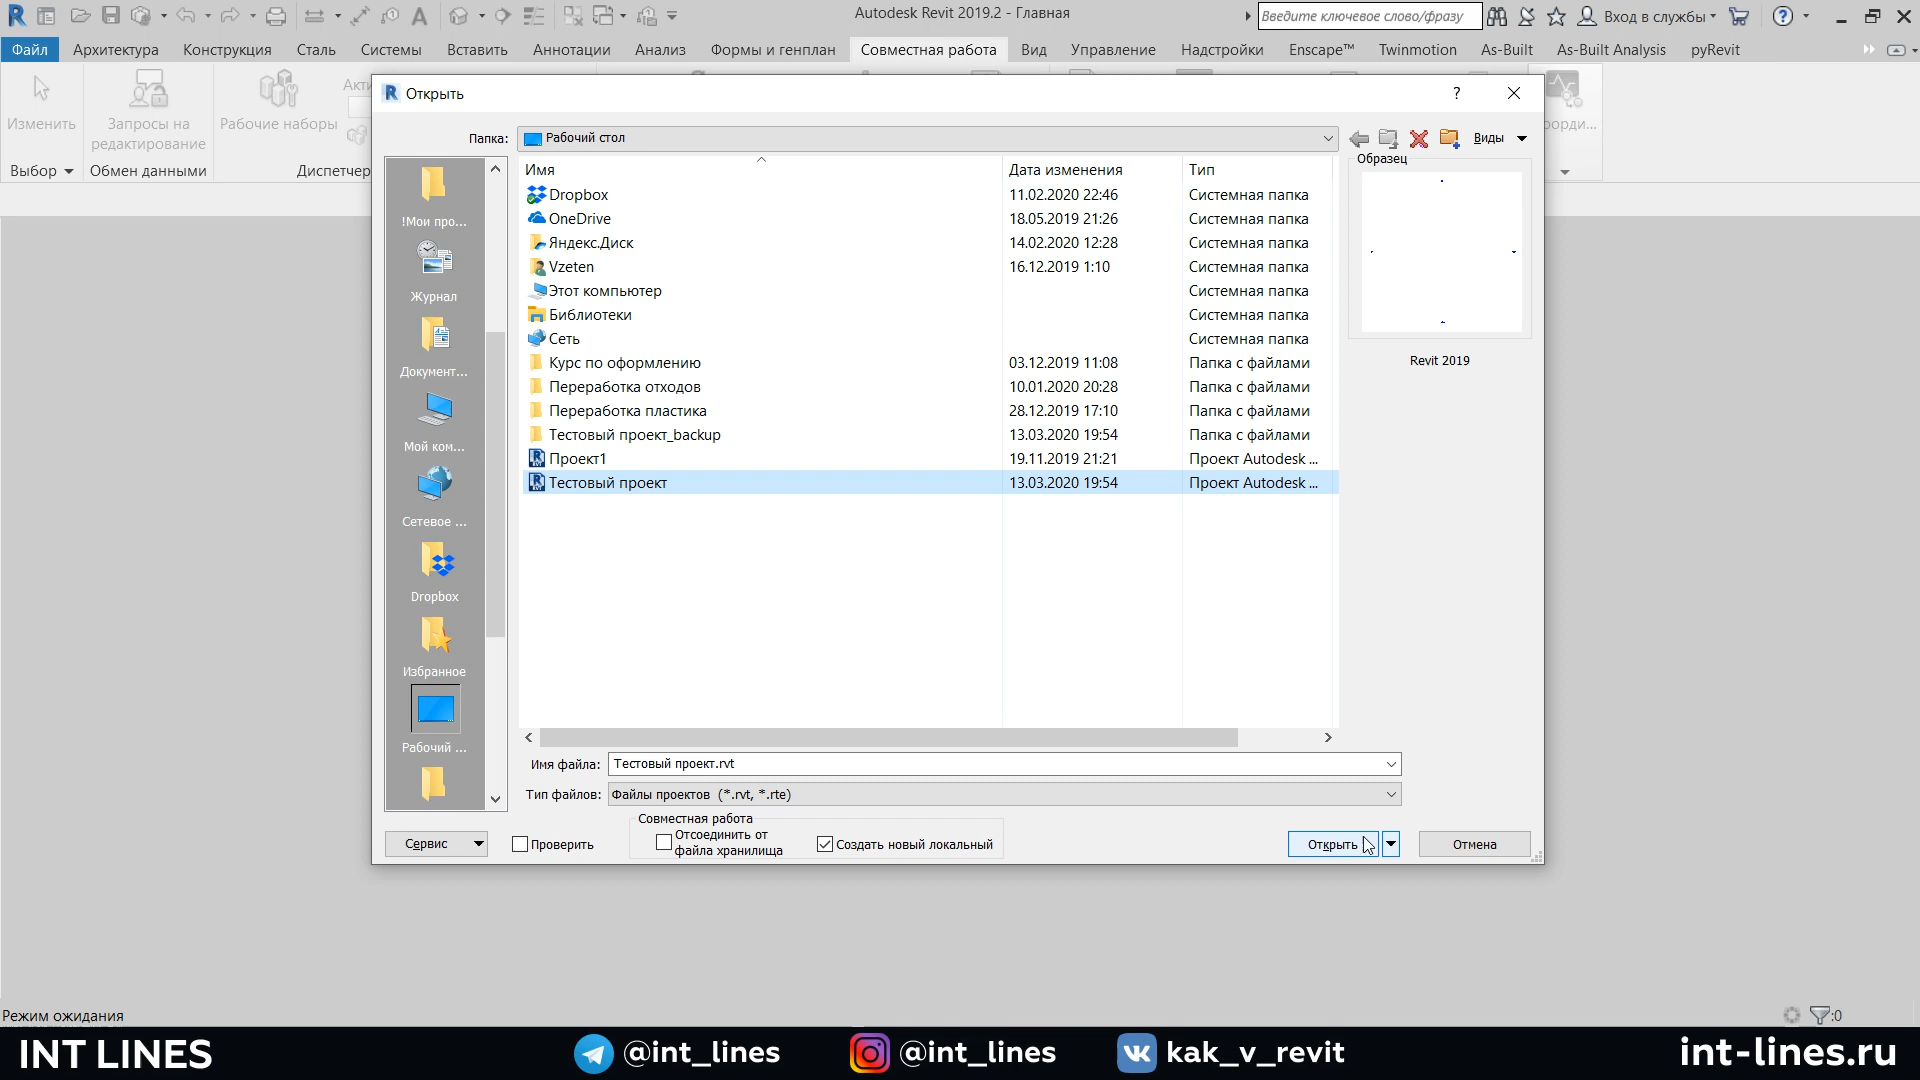 Autodesk Revit 2019.2 - Главная
Введите ключевое слово/фразу
Вход в службы
Файл Архитектура Конструкция Сталь Системы Вставить Аннотации Анализ Формы и генплан Совместная работа Вид Управление Надстройки Enscape™ Twinmotion As-Built As-Built Analysis pyRevit
Изменить
Запросы на
редактирование
Рабочие наборы
Выбор
Обмен данными
Открыть
Папка:
Рабочий стол
Виды
!Мои про...
Журнал
Документ...
Мой ком...
Сетевое ...
Dropbox
Избранное
Рабочий ...
Имя Дата изменения Тип
Dropbox 11.02.2020 22:46 Системная папка
OneDrive 18.05.2019 21:26 Системная папка
Яндекс.Диск 14.02.2020 12:28 Системная папка
Vzeten 16.12.2019 1:10 Системная папка
Этот компьютер Системная папка
Библиотеки Системная папка
Сеть Системная папка
Курс по оформлению 03.12.2019 11:08 Папка с файлами
Переработка отходов 10.01.2020 20:28 Папка с файлами
Переработка пластика 28.12.2019 17:10 Папка с файлами
Тестовый проект_backup 13.03.2020 19:54 Папка с файлами
Проект1 19.11.2019 21:21 Проект Autodesk ...
Тестовый проект 13.03.2020 19:54 Проект Autodesk ...
Образец
Revit 2019
Имя файла: Тестовый проект.rvt
Тип файлов: Файлы проектов (*.rvt, *.rte)
Совместная работа
Сервис
Проверить
Отсоединить от
файла хранилища
Создать новый локальный
Открыть
Отмена
Режим ожидания
:0
INT LINES
@int_lines
@int_lines
kak_v_revit
int-lines.ru